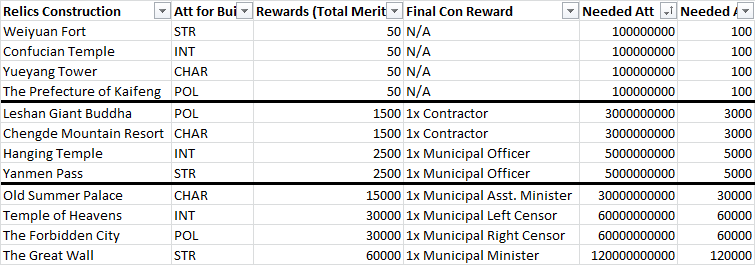 Relics Construction Att for Bui Rewards (Total Merit Final Con Reward Needed Att Needed A
Weiyuan Fort STR 50 N/A 100000000 100
Confucian Temple INT 50 N/A 100000000 100
Yueyang Tower CHAR 50 N/A 100000000 100
The Prefecture of Kaifeng POL 50 N/A 100000000 100
Leshan Giant Buddha POL 1500 1x Contractor 3000000000 3000
Chengde Mountain Resort CHAR 1500 1x Contractor 3000000000 3000
Hanging Temple INT 2500 1x Municipal Officer 5000000000 5000
Yanmen Pass STR 2500 1x Municipal Officer 5000000000 5000
Old Summer Palace CHAR 15000 1x Municipal Asst. Minister 30000000000 30000
Temple of Heavens INT 30000 1x Municipal Left Censor 60000000000 60000
The Forbidden City POL 30000 1x Municipal Right Censor 60000000000 60000
The Great Wall STR 60000 1x Municipal Minister 120000000000 120000